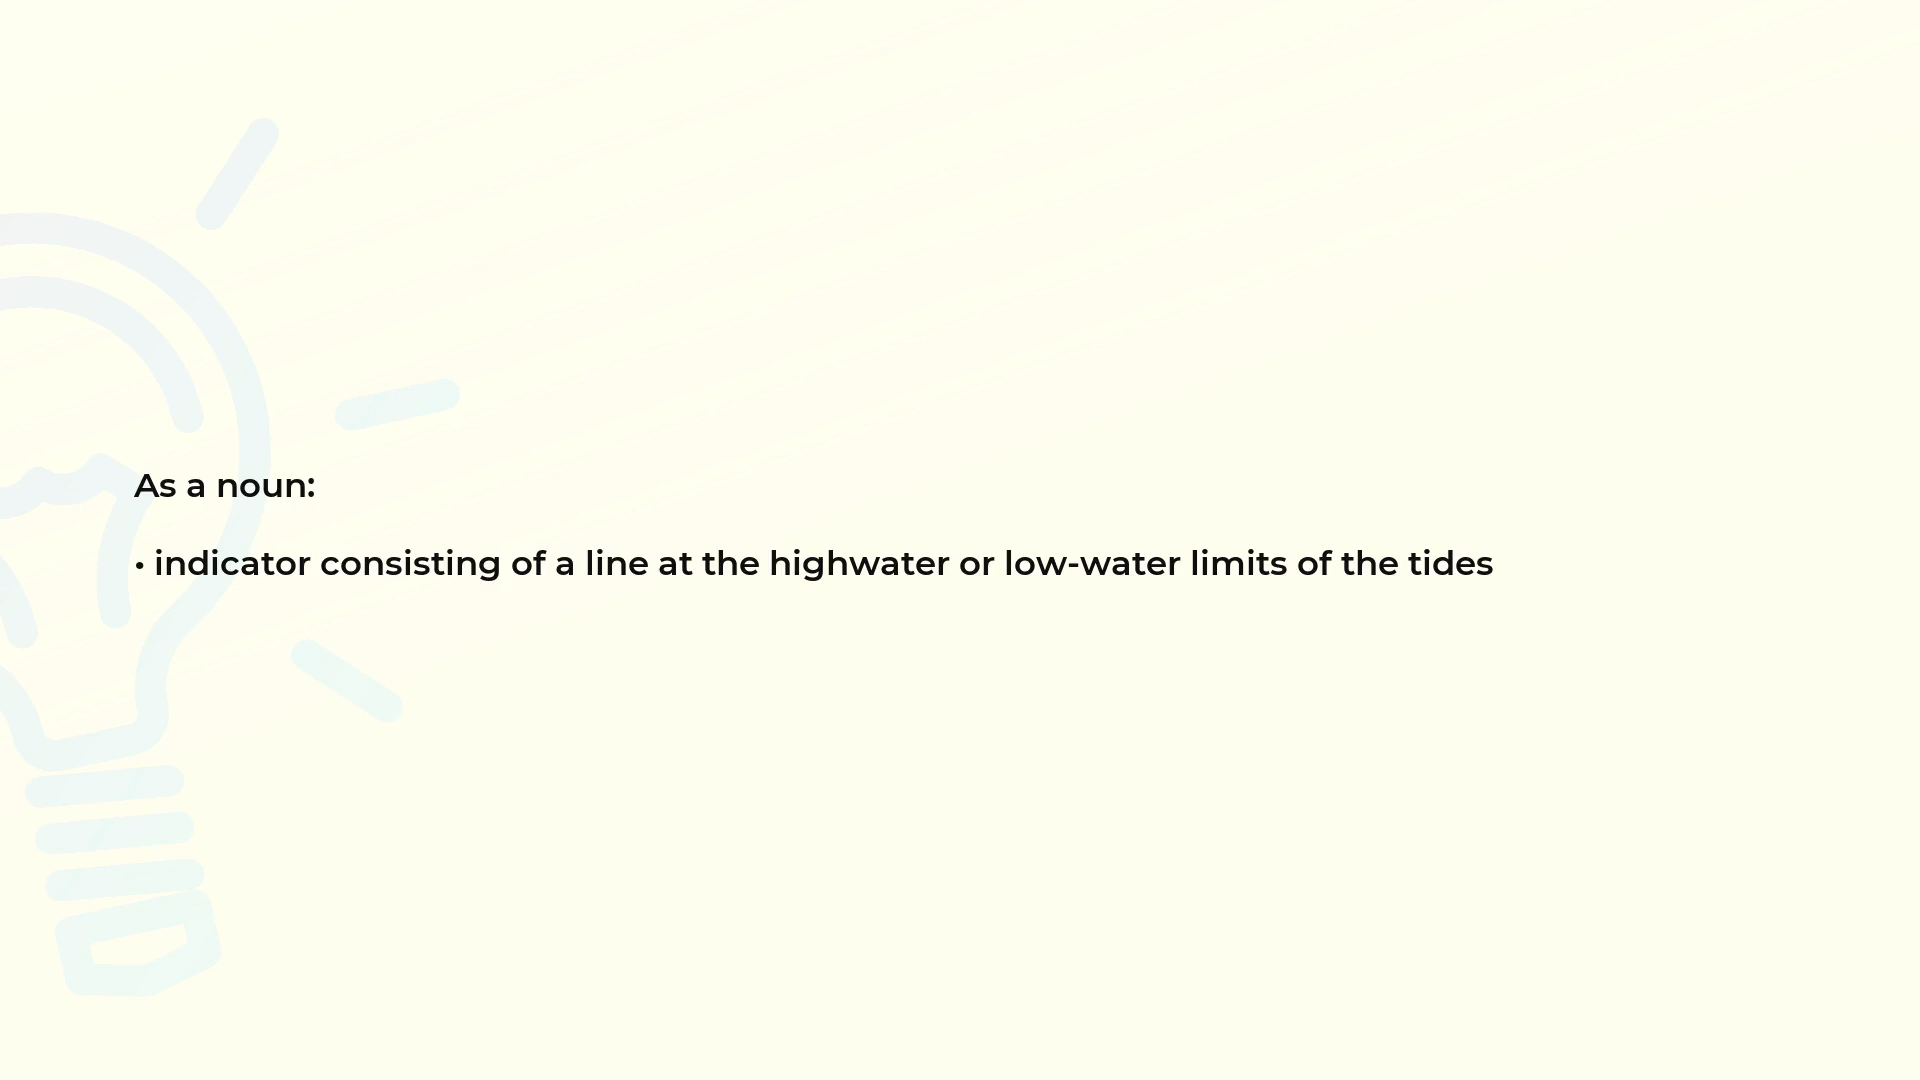 As a noun:
• indicator consisting of a line at the highwater or low-water limits of the tides